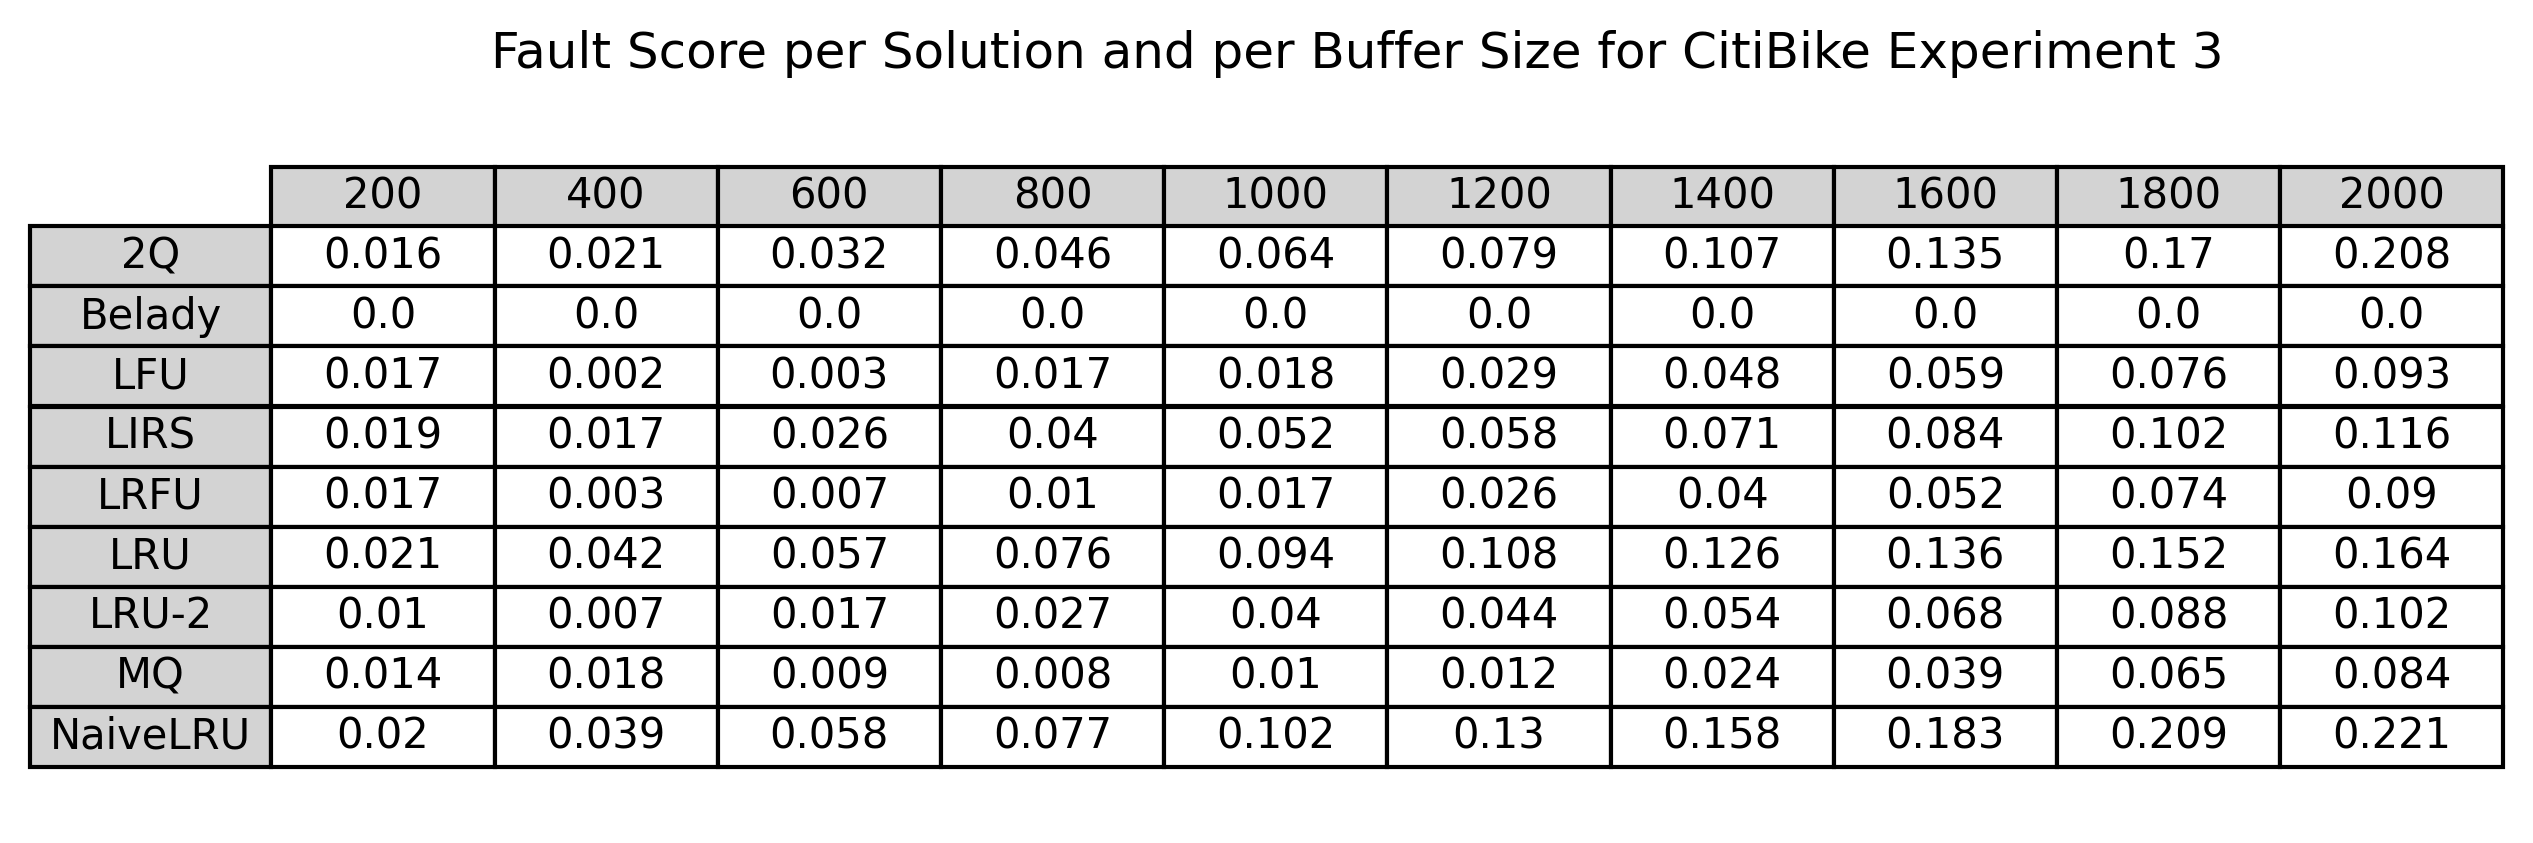 Fault Score per Solution and per Buffer Size for CitiBike Experiment 3
200 400 600 800 1000 1200 1400 1600 1800 2000
2Q 0.016 0.021 0.032 0.046 0.064 0.079 0.107 0.135 0.17 0.208
Belady 0.0 0.0 0.0 0.0 0.0 0.0 0.0 0.0 0.0 0.0
LFU 0.017 0.002 0.003 0.017 0.018 0.029 0.048 0.059 0.076 0.093
LIRS 0.019 0.017 0.026 0.04 0.052 0.058 0.071 0.084 0.102 0.116
LRFU 0.017 0.003 0.007 0.01 0.017 0.026 0.04 0.052 0.074 0.09
LRU 0.021 0.042 0.057 0.076 0.094 0.108 0.126 0.136 0.152 0.164
LRU-2 0.01 0.007 0.017 0.027 0.04 0.044 0.054 0.068 0.088 0.102
MQ 0.014 0.018 0.009 0.008 0.01 0.012 0.024 0.039 0.065 0.084
NaiveLRU 0.02 0.039 0.058 0.077 0.102 0.13 0.158 0.183 0.209 0.221